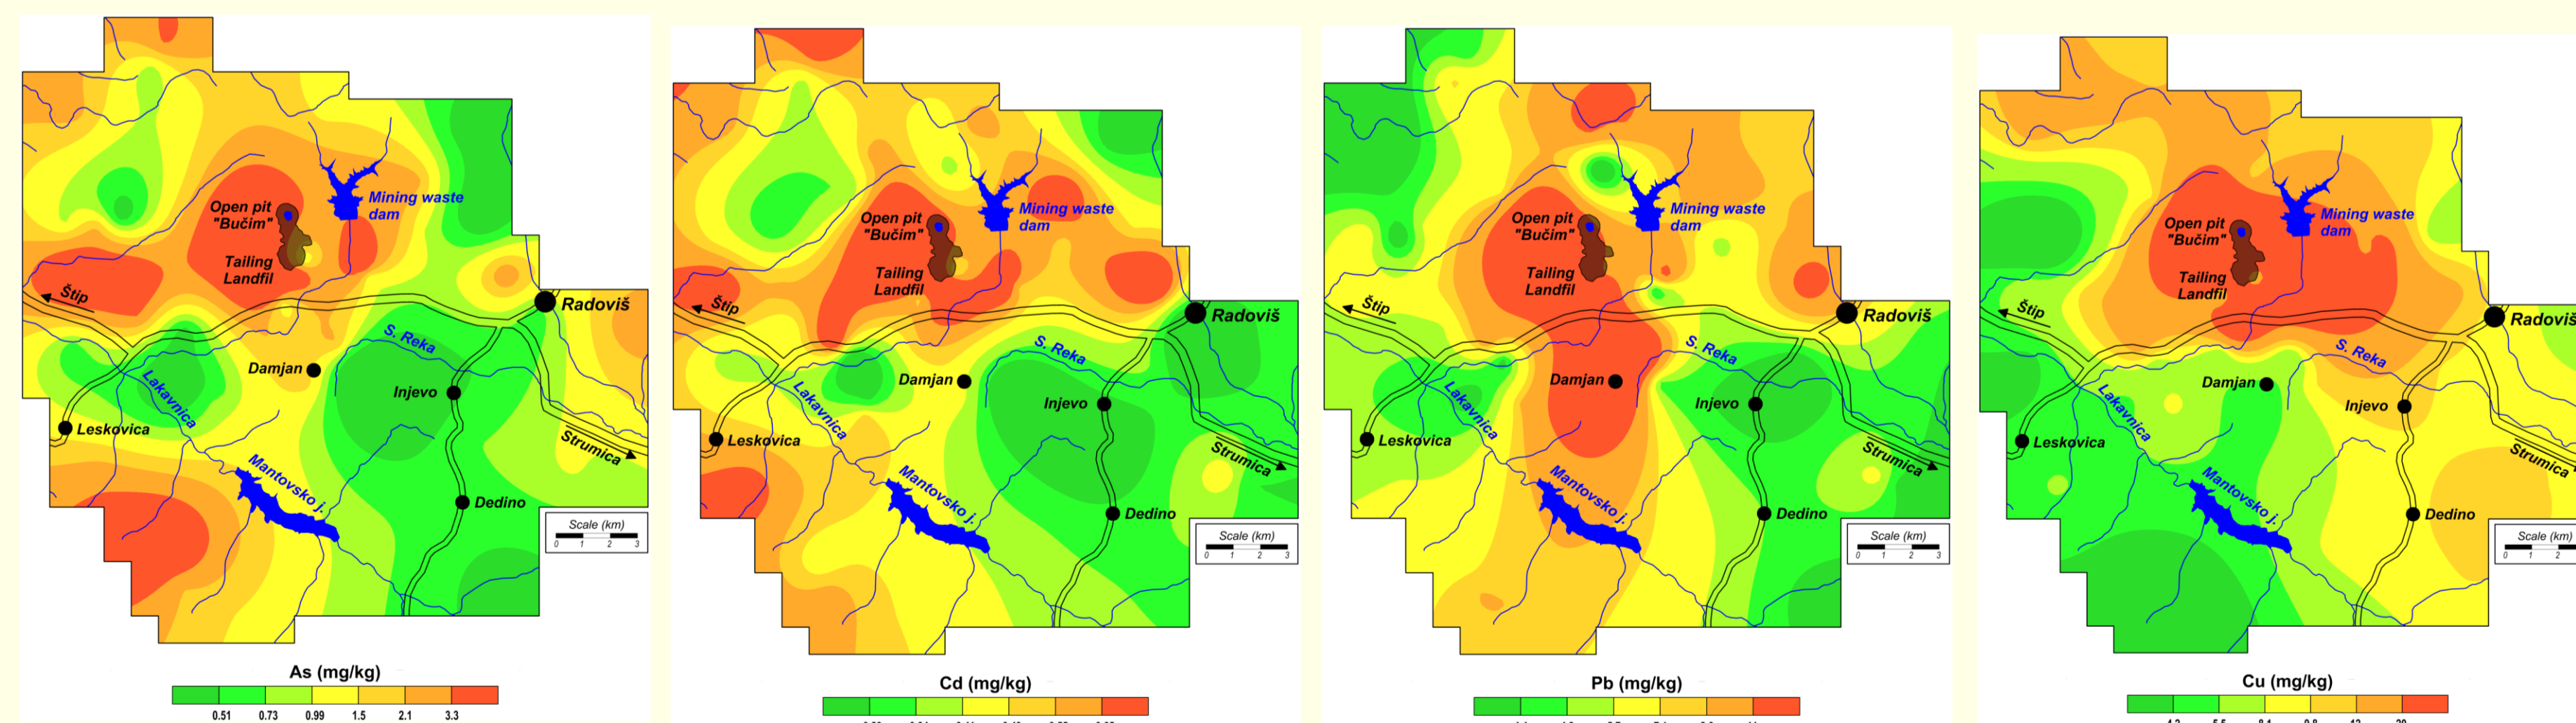 Open pit
"Bučim"
Mining waste
dam
Tailing
Landfil
Štip
Radoviš
S. Reka
Damjan
Injevo
Lakavnica
Leskovica
Strumica
Mantovsko j.
Dedino
Scale (km)
0 1 2 3
As (mg/kg)
0.51 0.73 0.99 1.5 2.1 3.3
Open pit
"Bučim"
Mining waste
dam
Tailing
Landfil
Štip
Radoviš
S. Reka
Damjan
Injevo
Lakavnica
Leskovica
Strumica
Mantovsko j.
Dedino
Scale (km)
0 1 2 3
Cd (mg/kg)
Open pit
"Bučim"
Mining waste
dam
Tailing
Landfil
Štip
Radoviš
S. Reka
Damjan
Injevo
Lakavnica
Leskovica
Strumica
Mantovsko j.
Dedino
Scale (km)
0 1 2 3
Pb (mg/kg)
Open pit
"Bučim"
Mining waste
dam
Tailing
Landfil
Štip
Radoviš
S. Reka
Damjan
Injevo
Lakavnica
Leskovica
Strumica
Mantovsko j.
Dedino
Scale (km)
0 1 2
Cu (mg/kg)